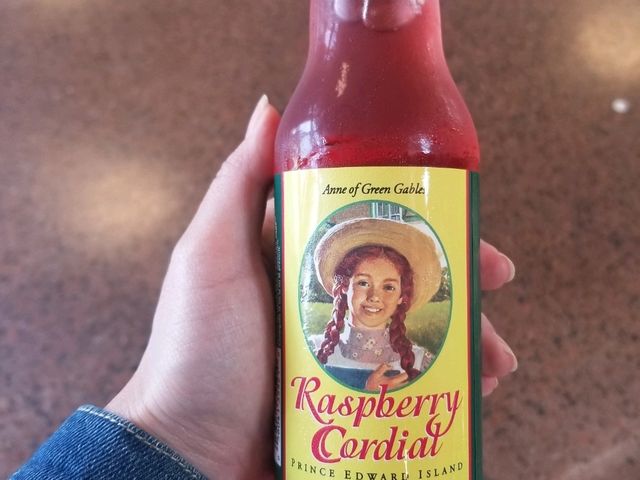 Anne of Green Gables
Raspberry
Cordial
PRINCE EDWARD ISLAND